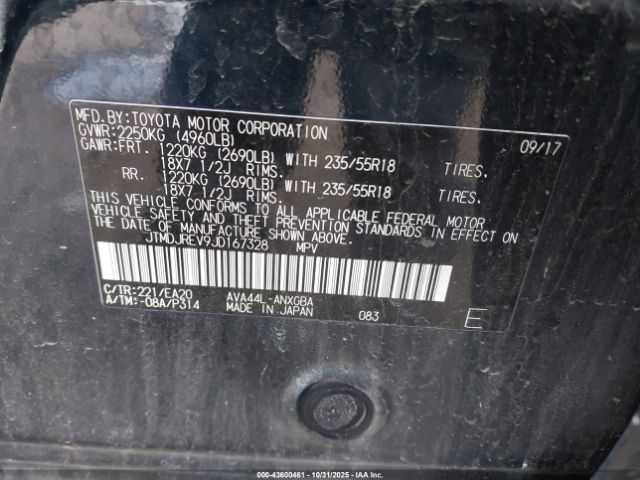 MFD.BY:TOYOTA MOTOR CORPORATION 09/17
GVWR:2250KG (4960LB)
GAWR:FRT. 1220KG (2690LB) WITH 235/55R18 TIRES.
18X7 1/2J RIMS.
RR. 1220KG (2690LB) WITH 235/55R18 TIRES.
18X7 1/2J RIMS.
THIS VEHICLE CONFORMS TO ALL APPLICABLE FEDERAL MOTOR
VEHICLE SAFETY AND THEFT PREVENTION STANDARDS IN EFFECT ON
THE DATE OF MANUFACTURE SHOWN ABOVE.
JTMDJREV9JD167328 MPV
C/TR:221/EA20 AVA44L-ANXGBA
A/TM:-08A/P314 MADE IN JAPAN 083 E
000-43600461 - 10/31/2025 - IAAI.COM